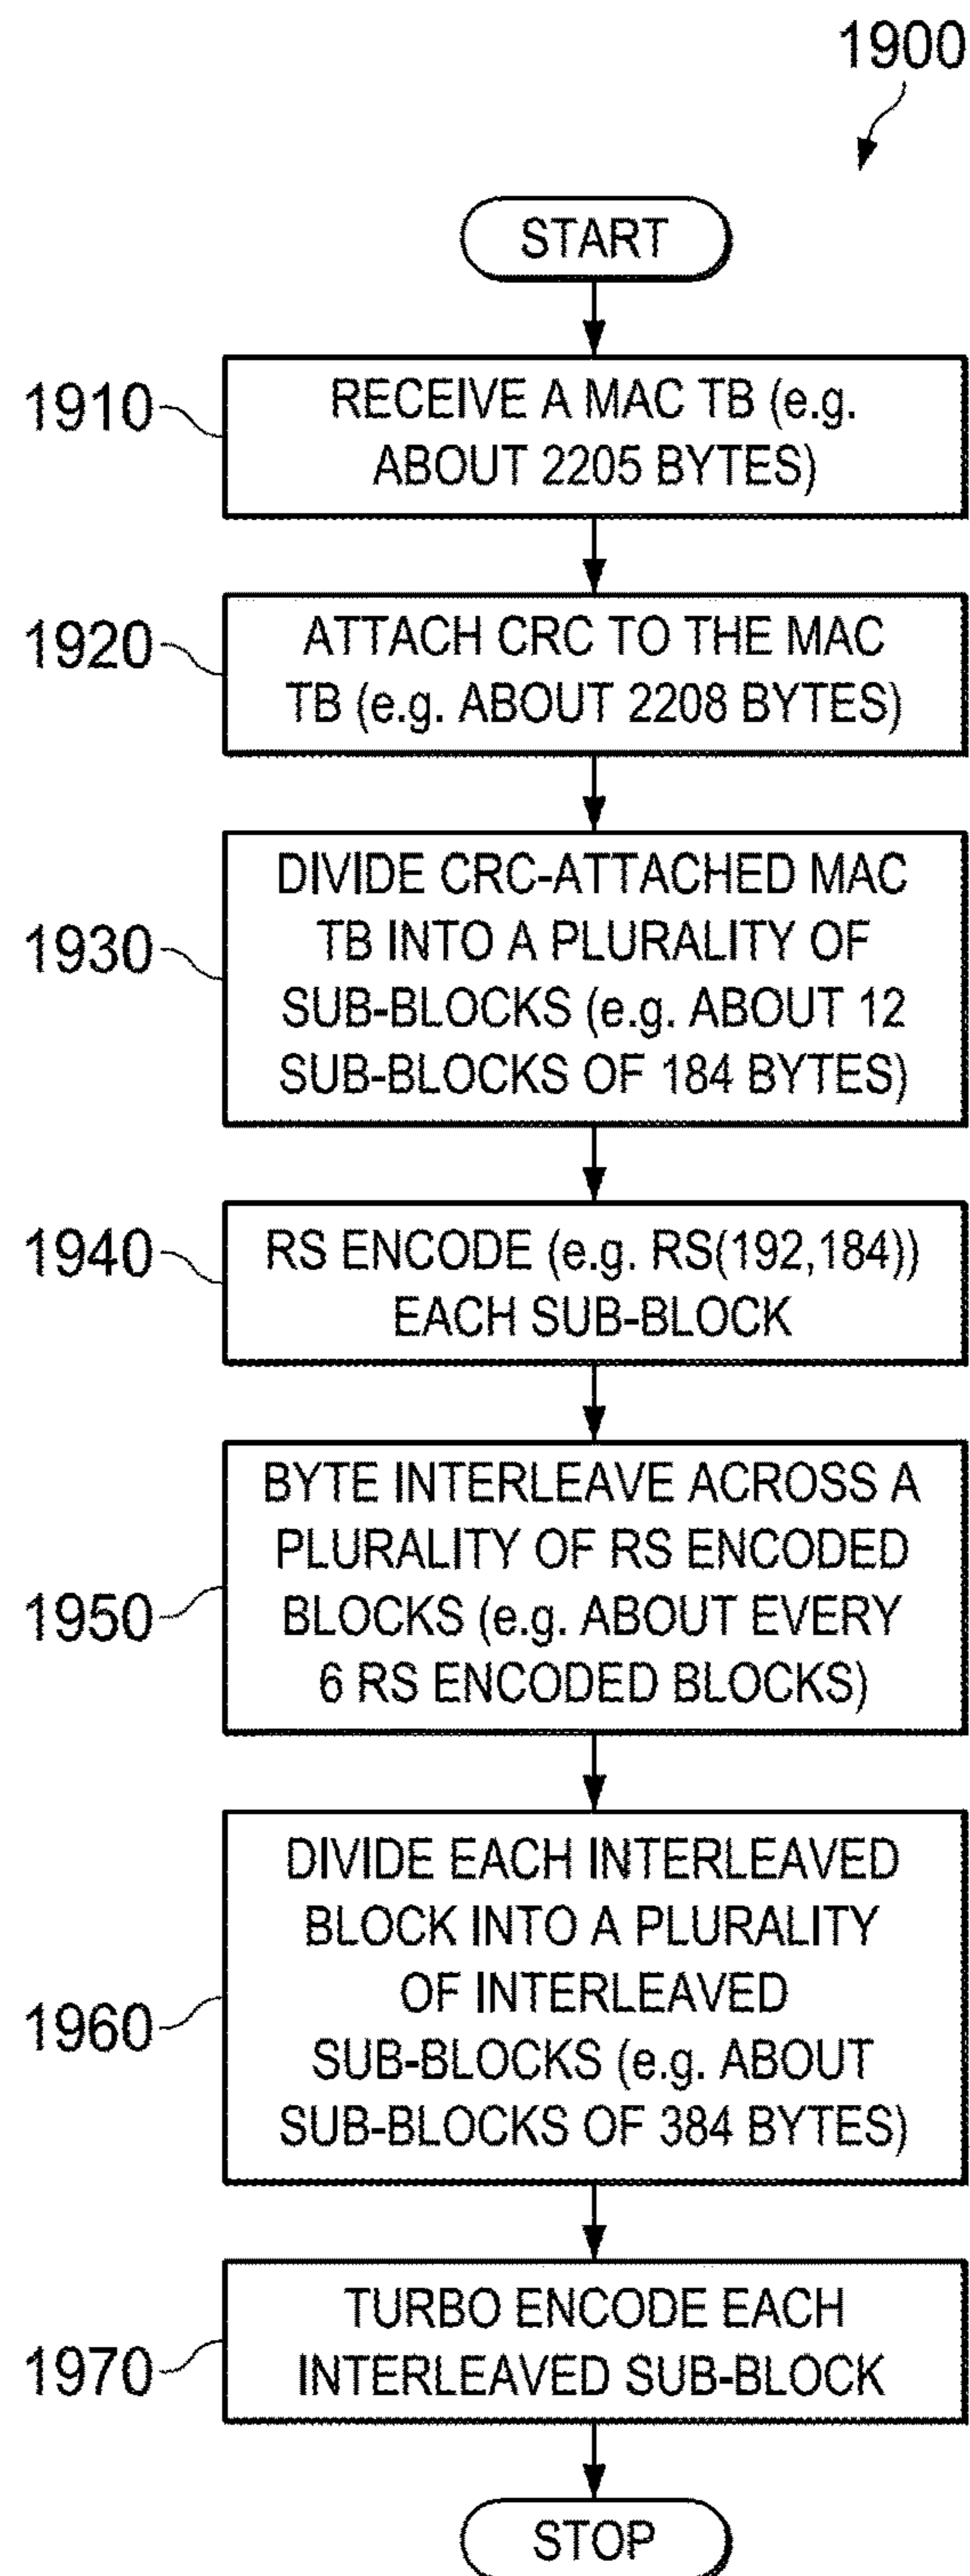 1900
START
1910
RECEIVE A MAC TB (e.g.
ABOUT 2205 BYTES)
1920
ATTACH CRC TO THE MAC
TB (e.g. ABOUT 2208 BYTES)
1930
DIVIDE CRC-ATTACHED MAC
TB INTO A PLURALITY OF
SUB-BLOCKS (e.g. ABOUT 12
SUB-BLOCKS OF 184 BYTES)
1940
RS ENCODE (e.g. RS(192,184))
EACH SUB-BLOCK
1950
BYTE INTERLEAVE ACROSS A
PLURALITY OF RS ENCODED
BLOCKS (e.g. ABOUT EVERY
6 RS ENCODED BLOCKS)
1960
DIVIDE EACH INTERLEAVED
BLOCK INTO A PLURALITY
OF INTERLEAVED
SUB-BLOCKS (e.g. ABOUT
SUB-BLOCKS OF 384 BYTES)
1970
TURBO ENCODE EACH
INTERLEAVED SUB-BLOCK
STOP